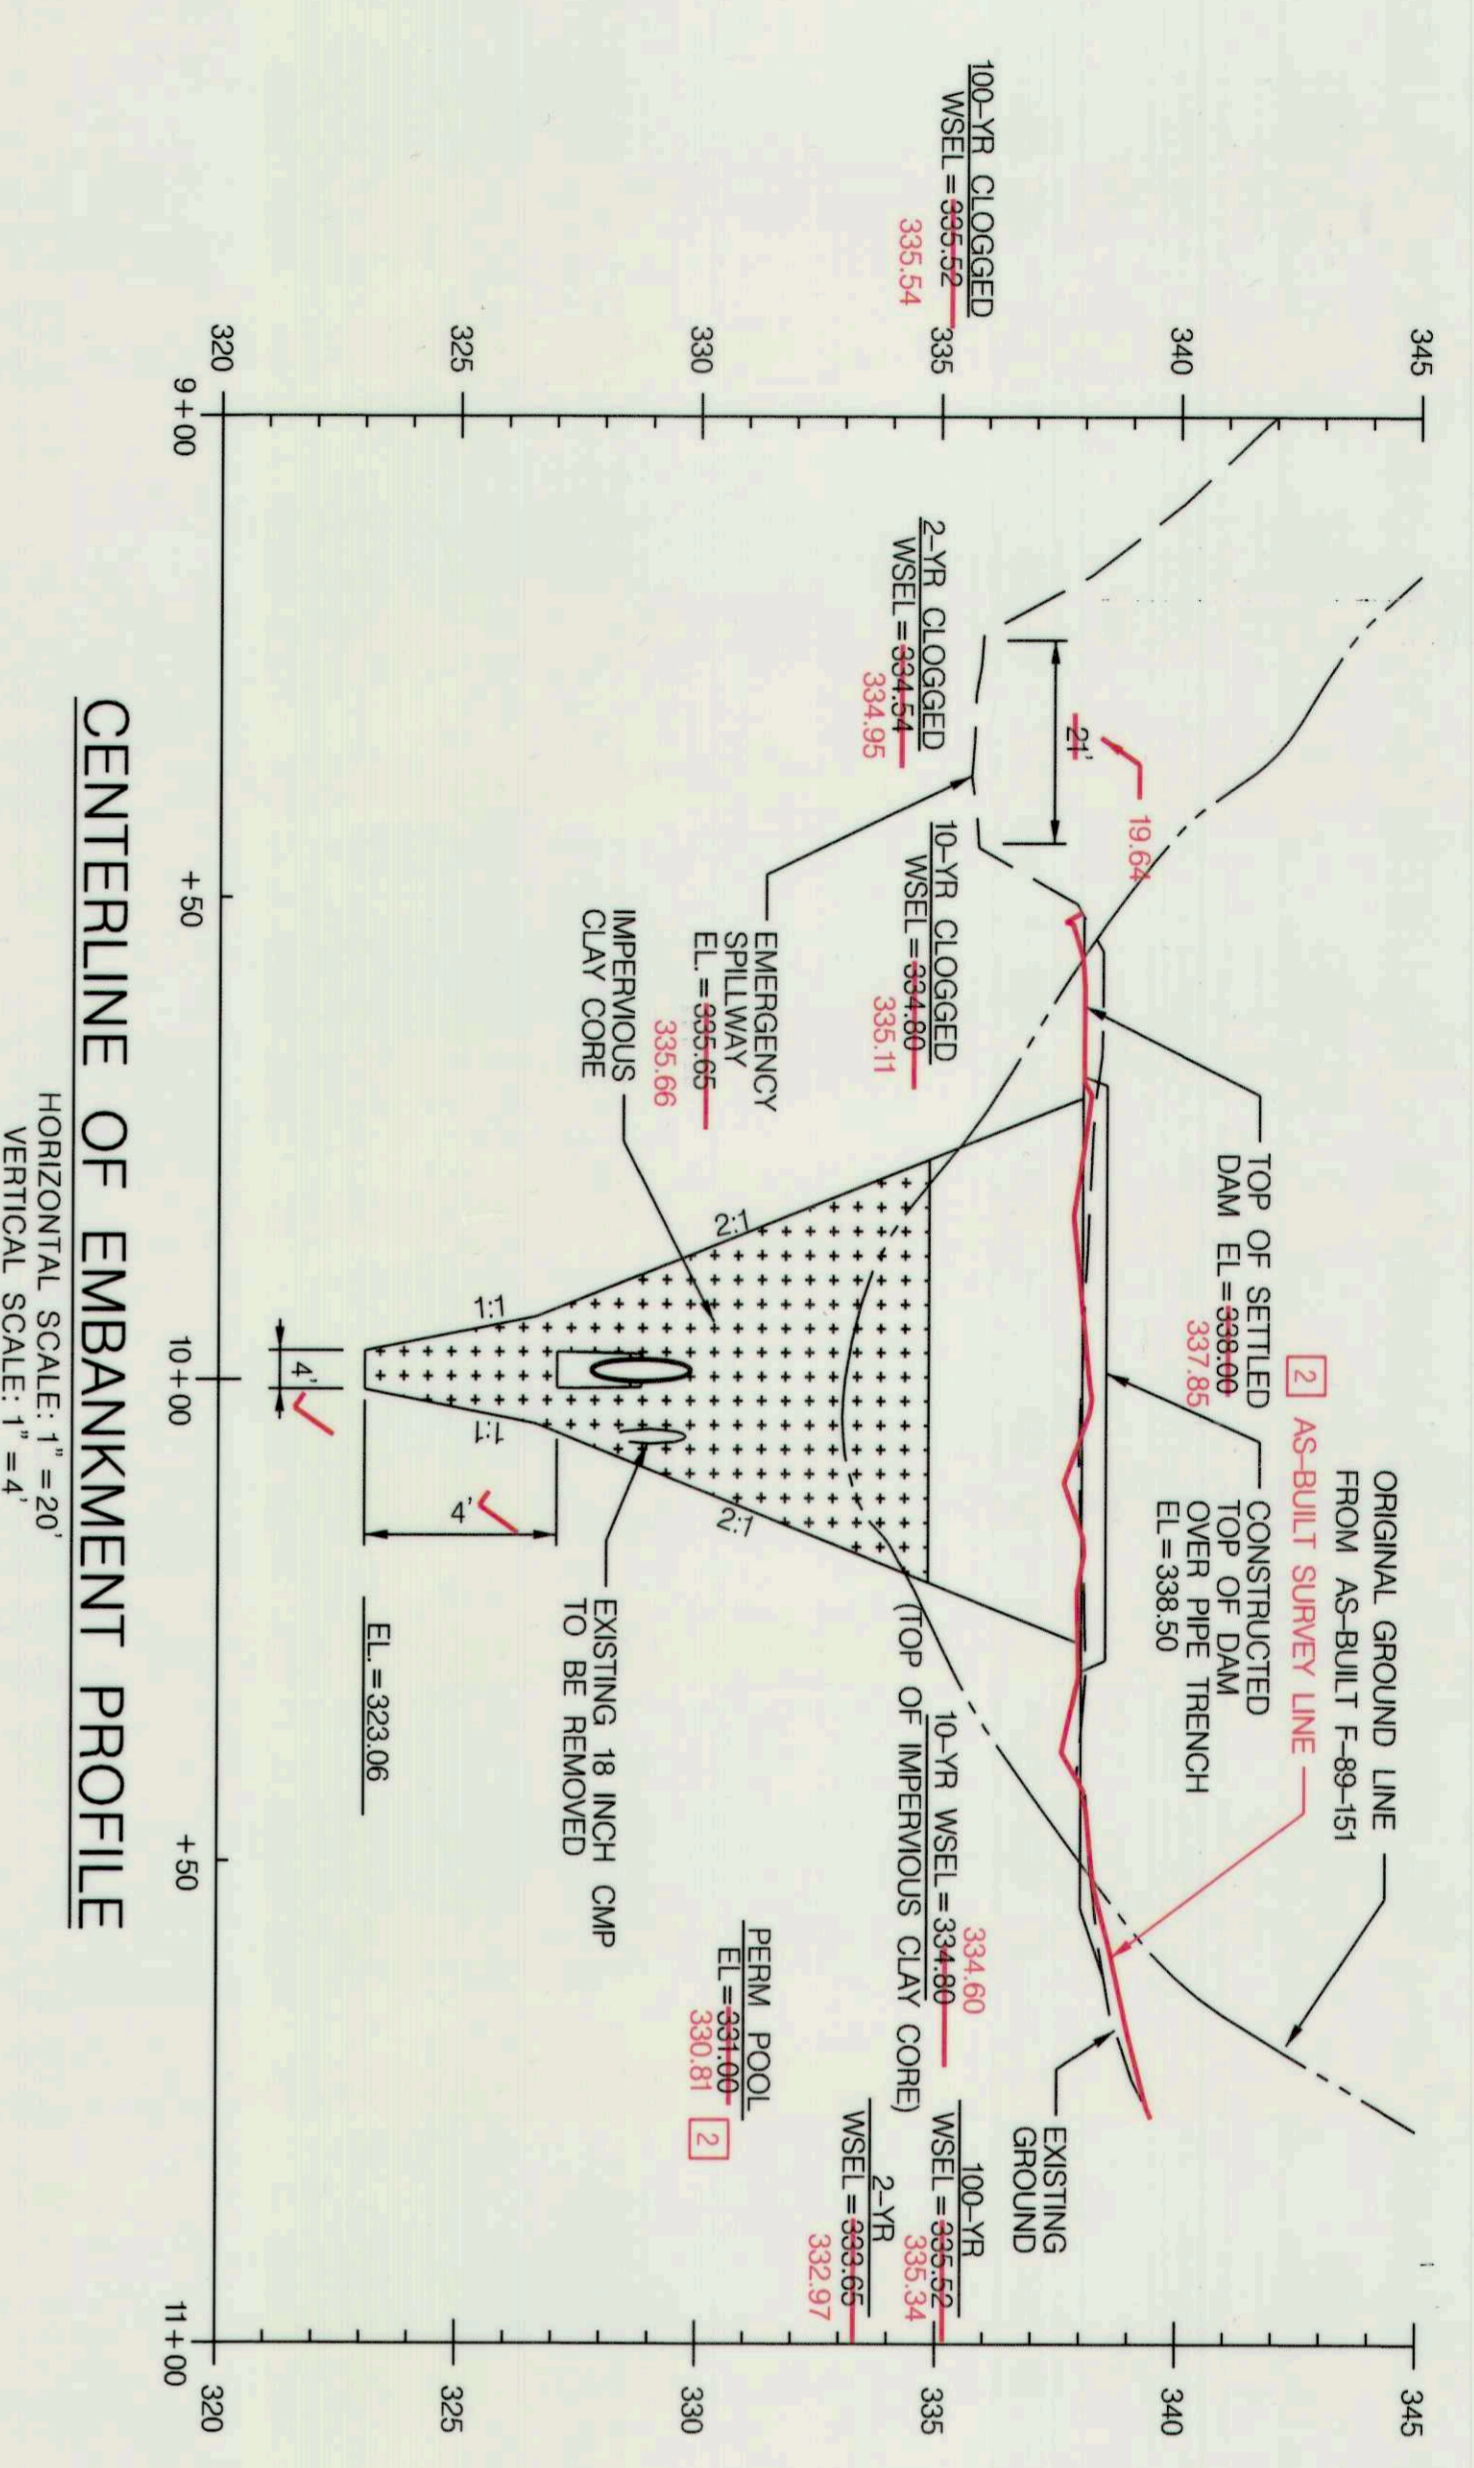 ORIGINAL GROUND LINE
FROM AS-BUILT F-89-151
2 AS-BUILT SURVEY LINE
TOP OF SETTLED
DAM EL=338.00
337.85
CONSTRUCTED
TOP OF DAM
OVER PIPE TRENCH
EL=338.50
345
340
335
330
325
320
100-YR CLOGGED
WSEL=335.52
335.54
21'
19.64
2-YR CLOGGED
WSEL=334.54
334.95
10-YR CLOGGED
WSEL=334.80
335.11
EMERGENCY
SPILLWAY
EL.=335.65
335.66
IMPERVIOUS
CLAY CORE
2:1
1:1
4'
1:1
2:1
4'
334.60
10-YR WSEL=334.80
(TOP OF IMPERVIOUS CLAY CORE)
EXISTING
GROUND
100-YR
WSEL=335.52
335.34
2-YR
WSEL=333.65
332.97
PERM POOL
EL=331.00
330.81 2
EXISTING 18 INCH CMP
TO BE REMOVED
EL.=323.06
345
340
335
330
325
320
9+00
+50
10+00
+50
11+00
CENTERLINE OF EMBANKMENT PROFILE
HORIZONTAL SCALE: 1"=20'
VERTICAL SCALE: 1"=4'